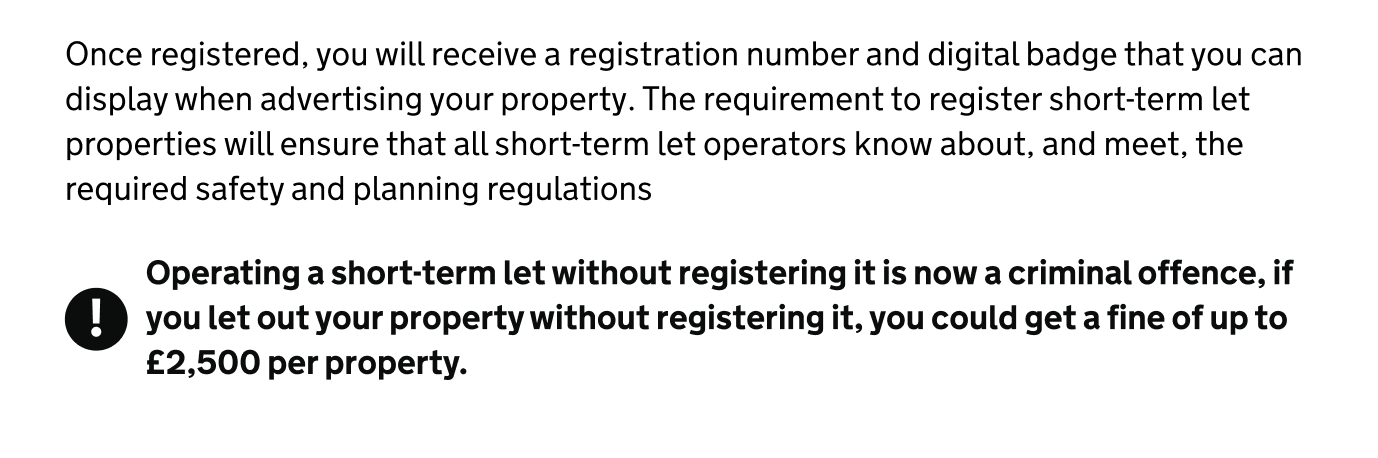 Once registered, you will receive a registration number and digital badge that you can
display when advertising your property. The requirement to register short-term let
properties will ensure that all short-term let operators know about, and meet, the
required safety and planning regulations
Operating a short-term let without registering it is now a criminal offence, if
you let out your property without registering it, you could get a fine of up to
£2,500 per property.